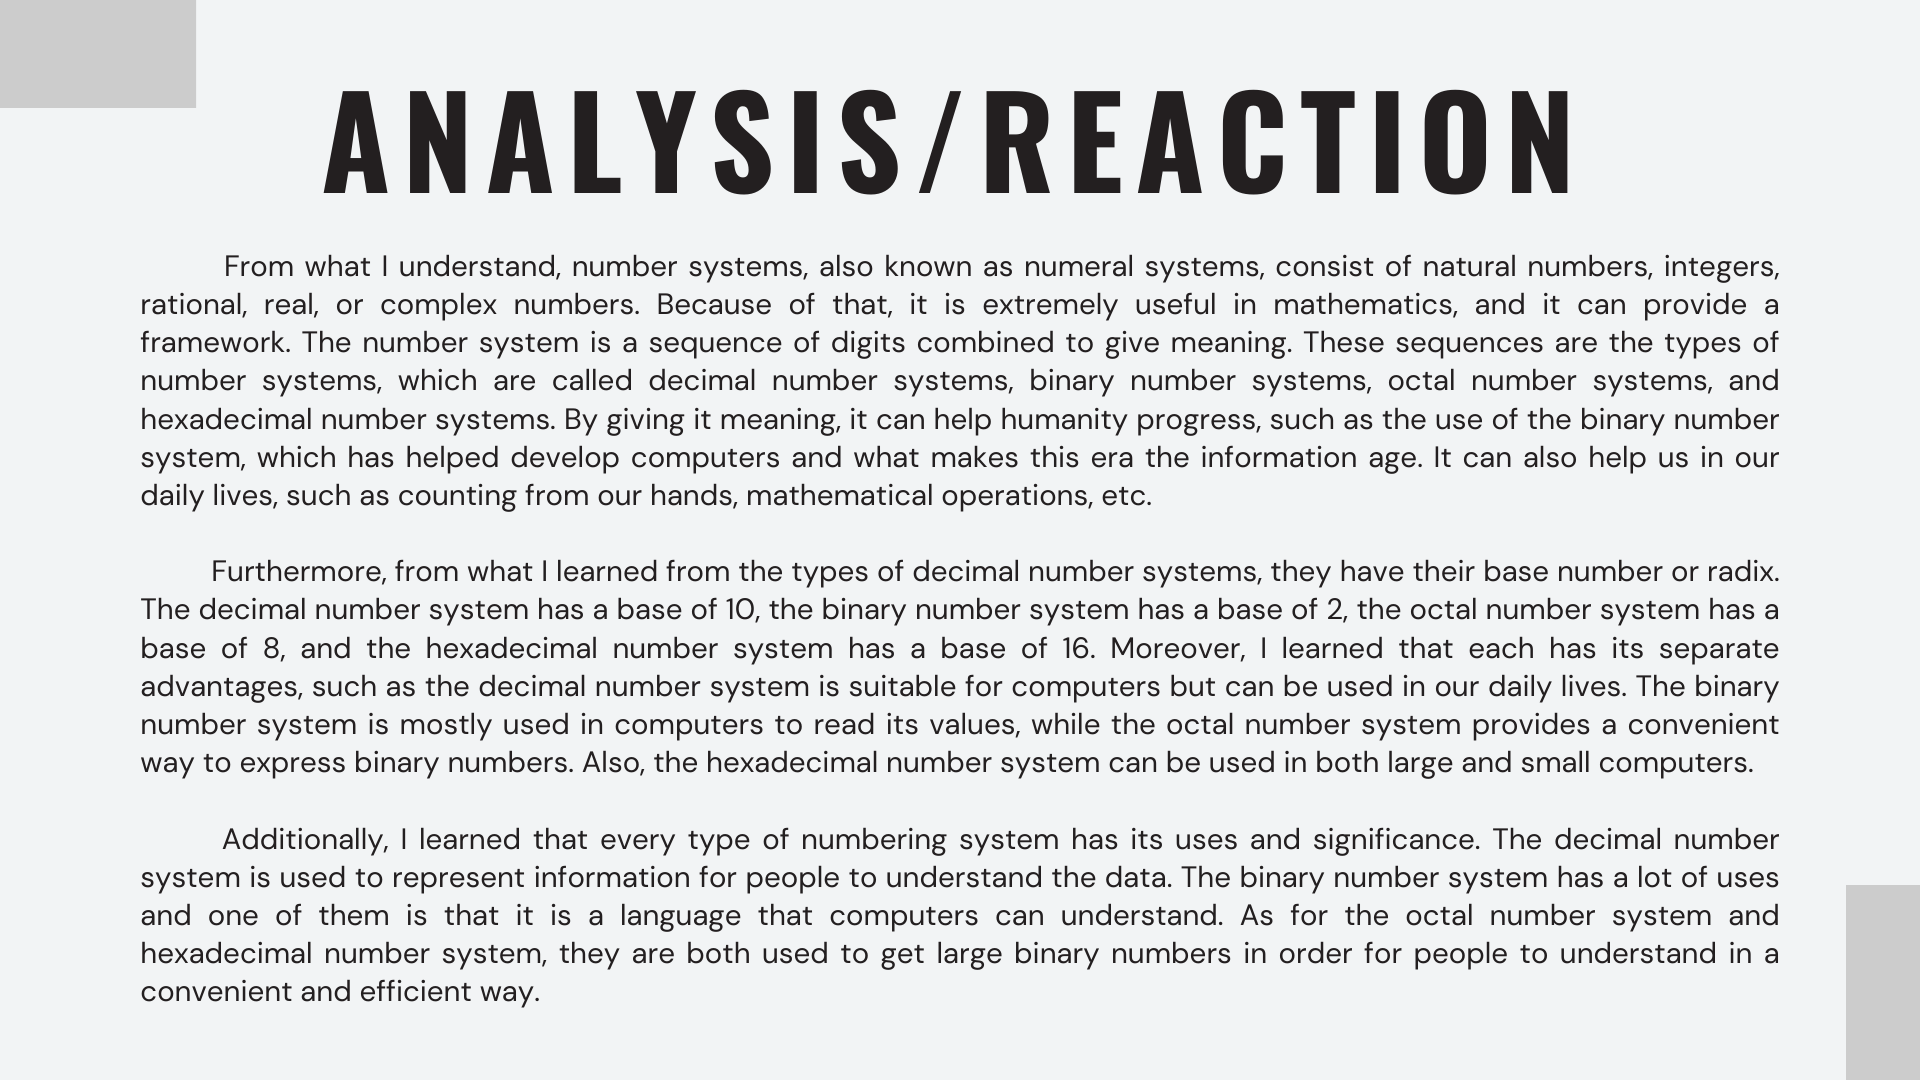 ANALYSIS/REACTION
From what I understand, number systems, also known as numeral systems, consist of natural numbers, integers,
rational, real, or complex numbers. Because of that, it is extremely useful in mathematics, and it can provide a
framework. The number system is a sequence of digits combined to give meaning. These sequences are the types of
number systems, which are called decimal number systems, binary number systems, octal number systems, and
hexadecimal number systems. By giving it meaning, it can help humanity progress, such as the use of the binary number
system, which has helped develop computers and what makes this era the information age. It can also help us in our
daily lives, such as counting from our hands, mathematical operations, etc.
Furthermore, from what I learned from the types of decimal number systems, they have their base number or radix.
The decimal number system has a base of 10, the binary number system has a base of 2, the octal number system has a
base of 8, and the hexadecimal number system has a base of 16. Moreover, I learned that each has its separate
advantages, such as the decimal number system is suitable for computers but can be used in our daily lives. The binary
number system is mostly used in computers to read its values, while the octal number system provides a convenient
way to express binary numbers. Also, the hexadecimal number system can be used in both large and small computers.
Additionally, I learned that every type of numbering system has its uses and significance. The decimal number
system is used to represent information for people to understand the data. The binary number system has a lot of uses
and one of them is that it is a language that computers can understand. As for the octal number system and
hexadecimal number system, they are both used to get large binary numbers in order for people to understand in a
convenient and efficient way.